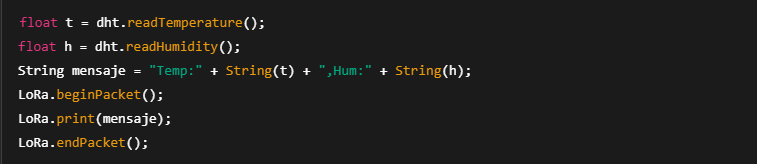 float t = dht.readTemperature();
float h = dht.readHumidity();
String mensaje = "Temp:" + String(t) + ",Hum:" + String(h);
LoRa.beginPacket();
LoRa.print(mensaje);
LoRa.endPacket();